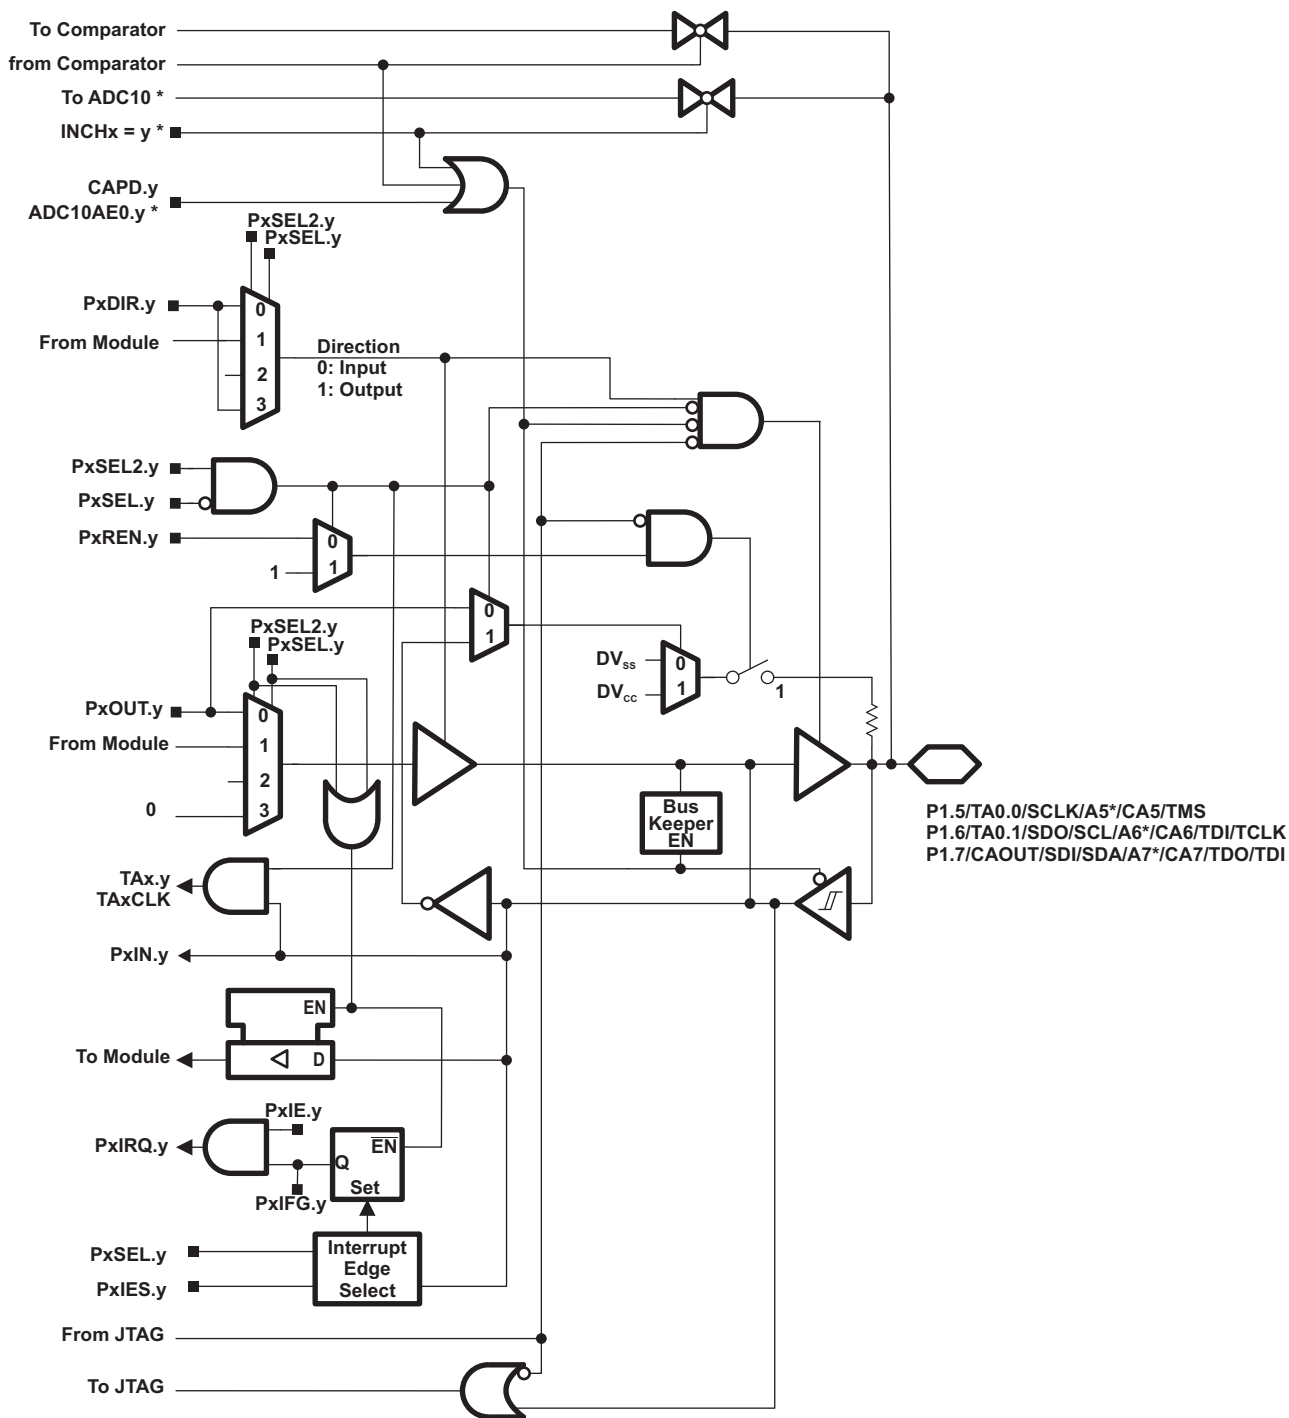 To Comparator
from Comparator
To ADC10 *
INCHx = y *
CAPD.y
ADC10AE0.y *
PxSEL2.y
PxSEL.y
PxDIR.y
0
From Module
1
2
3
Direction
0: Input
1: Output
PxSEL2.y
PxSEL.y
PxREN.y
0
1
1
0
1
PxSEL2.y
PxSEL.y
DVss
0
DVcc
1
1
PxOUT.y
0
From Module
1
2
0
3
Bus
Keeper
EN
P1.5/TA0.0/SCLK/A5*/CA5/TMS
P1.6/TA0.1/SDO/SCL/A6*/CA6/TDI/TCLK
P1.7/CAOUT/SDI/SDA/A7*/CA7/TDO/TDI
TAx.y
TAxCLK
PxIN.y
EN
To Module
D
PxIE.y
PxIRQ.y
EN
Q
Set
PxIFG.y
PxSEL.y
PxIES.y
Interrupt
Edge
Select
From JTAG
To JTAG